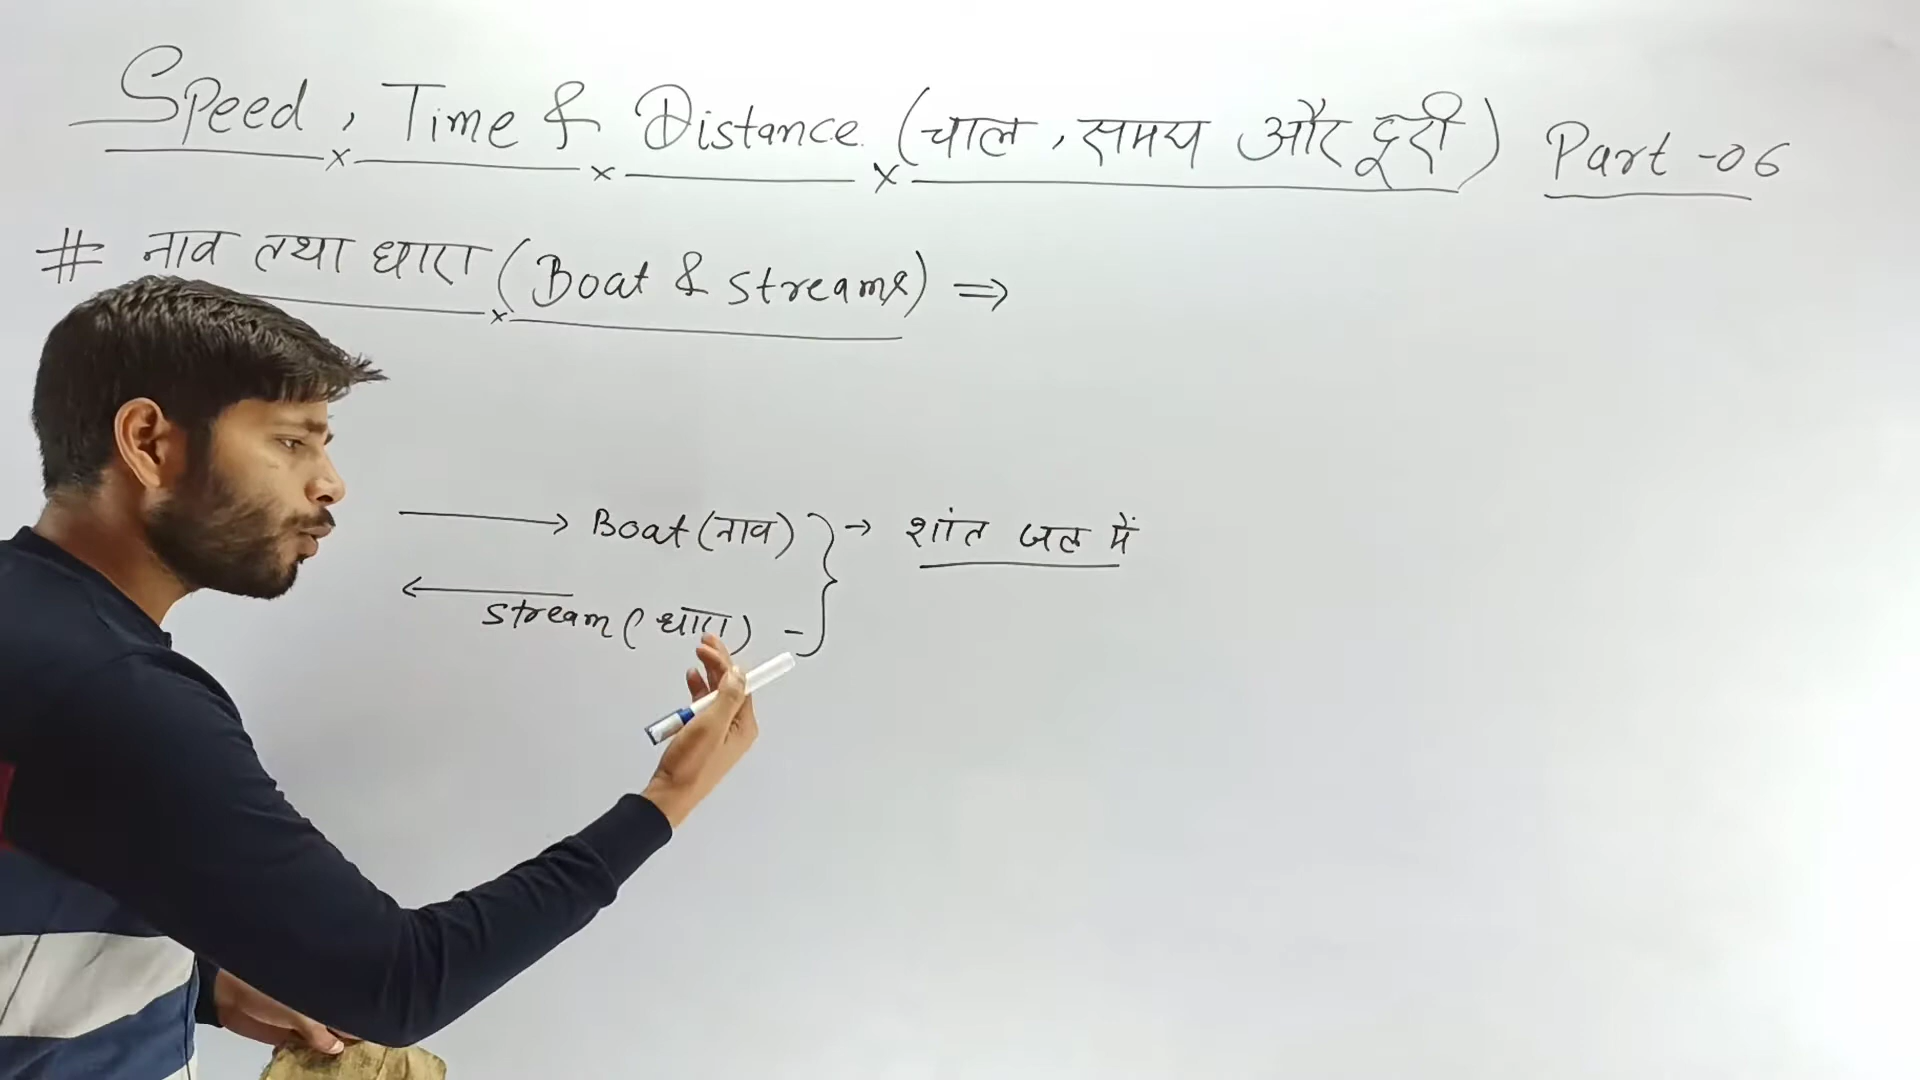 Speed, Time & Distance (चाल, समय और दूरी) Part -06
# नाव तथा धारा (Boat & Streams) ⇒
→ Boat (नाव) } → शांत जल में
← Stream (धारा) -